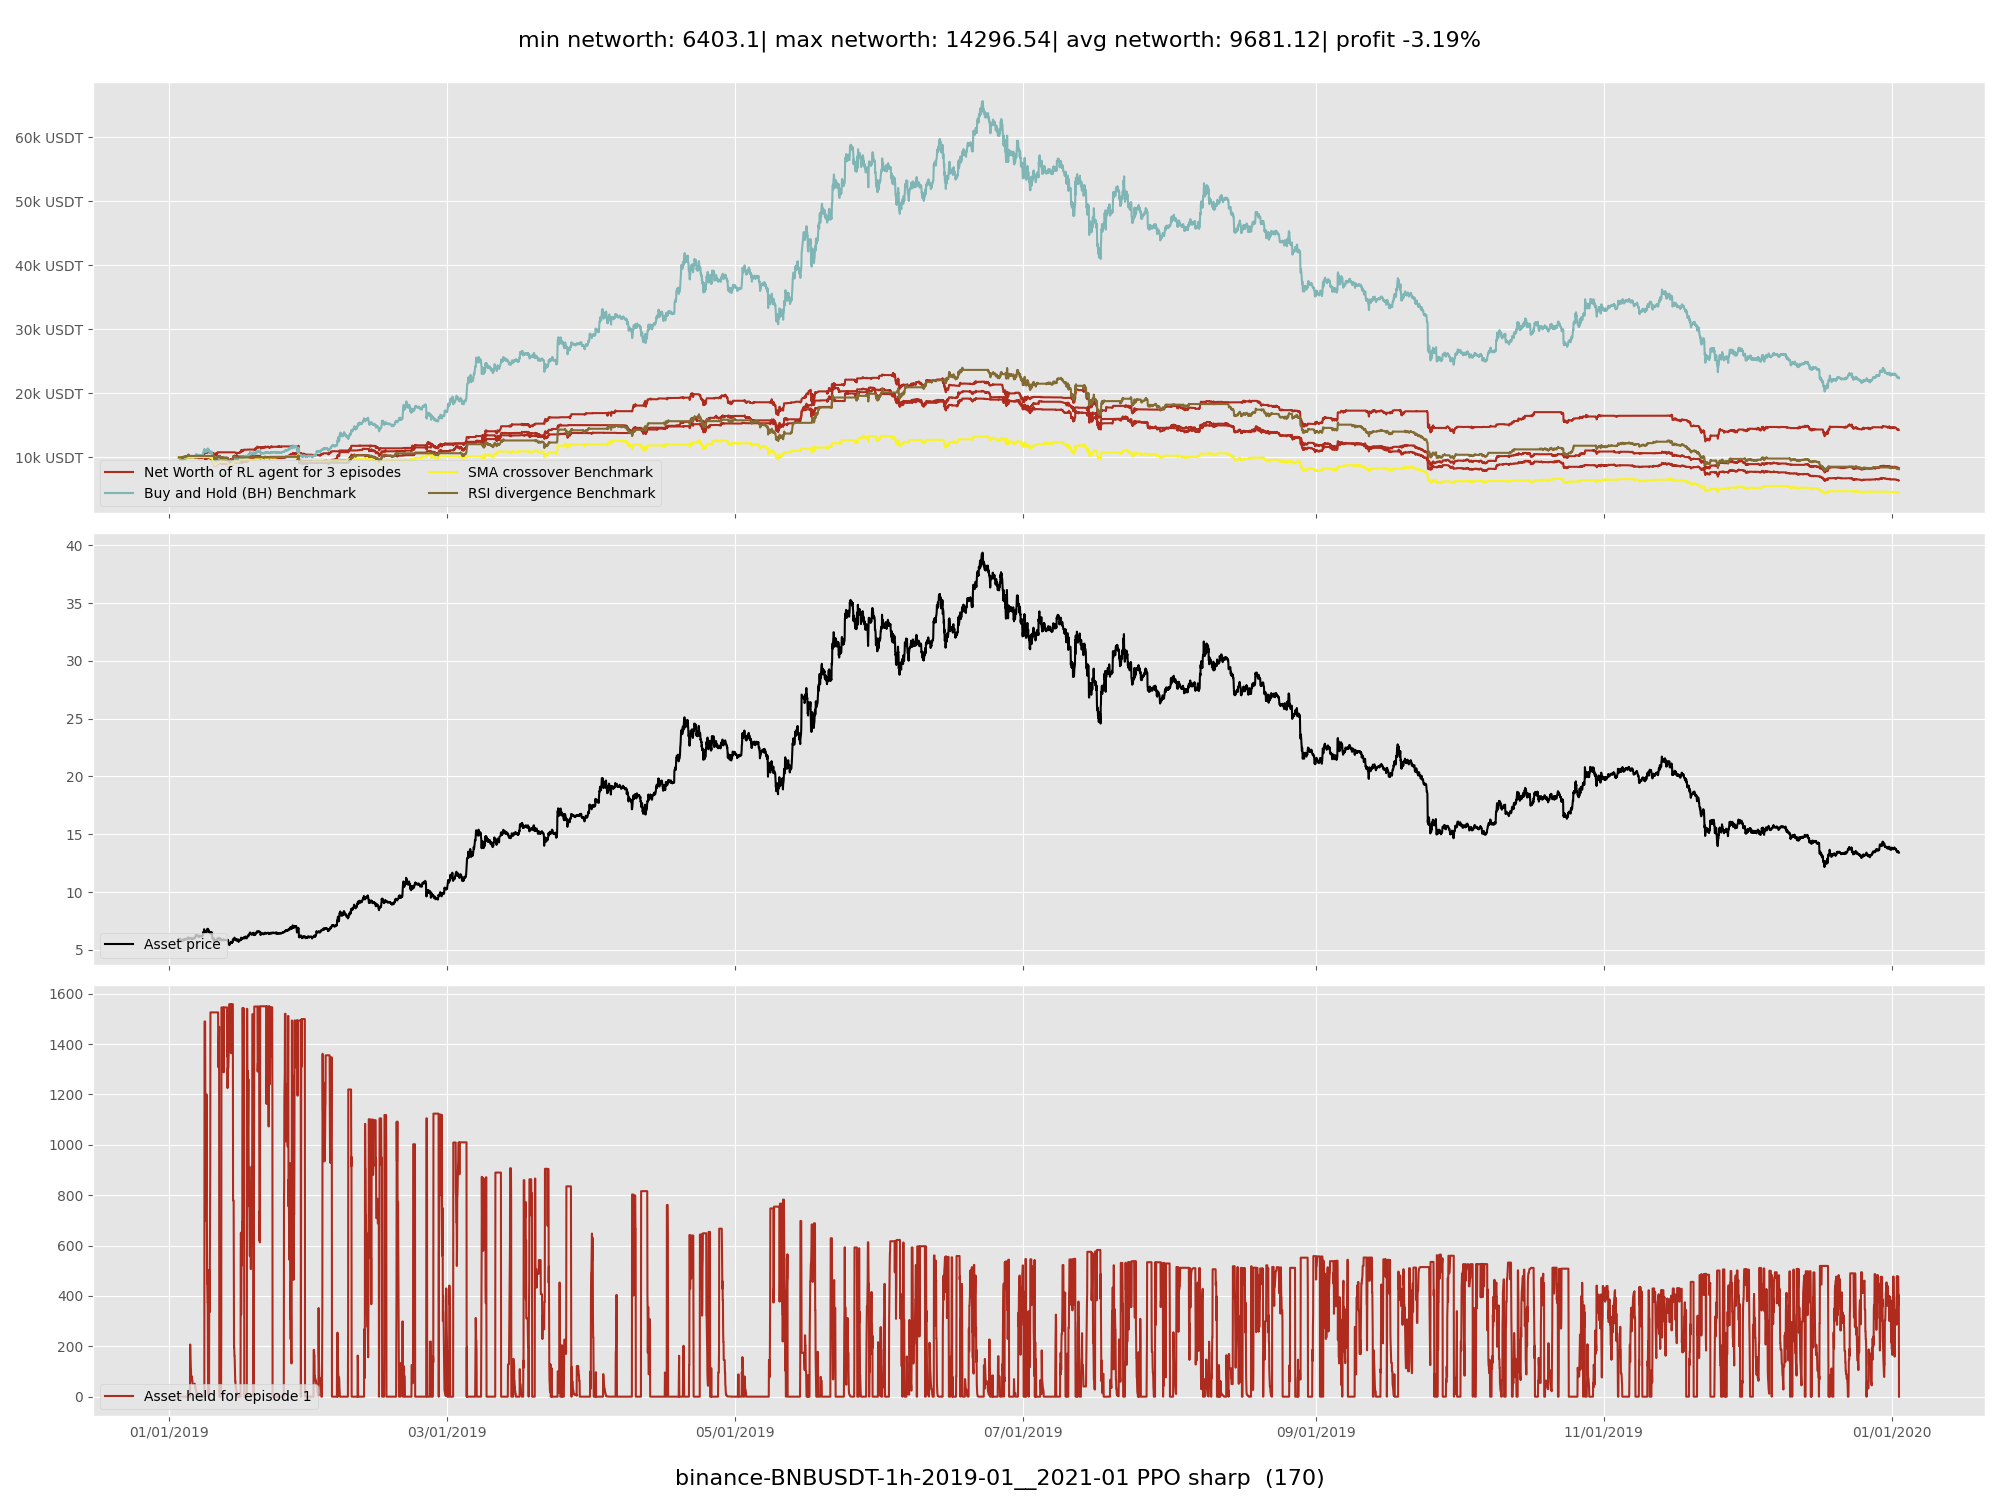 min networth: 6403.1| max networth: 14296.54| avg networth: 9681.12| profit -3.19%
60k USDT
50k USDT
40k USDT
30k USDT
20k USDT
10k USDT
Net Worth of RL agent for 3 episodes
Buy and Hold (BH) Benchmark
SMA crossover Benchmark
RSI divergence Benchmark
40
35
30
25
20
15
10
5
Asset price
1600
1400
1200
1000
800
600
400
200
0
Asset held for episode 1
01/01/2019
03/01/2019
05/01/2019
07/01/2019
09/01/2019
11/01/2019
01/01/2020
binance-BNBUSDT-1h-2019-01__2021-01 PPO sharp  (170)